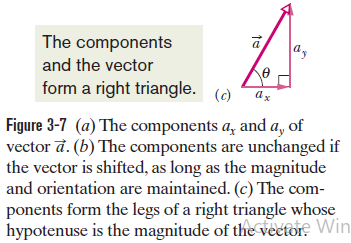 The components
and the vector
form a right triangle.
a⃗
a_y
θ
(c)
a_x
Figure 3-7 (a) The components a_x and a_y of
vector a⃗. (b) The components are unchanged if
the vector is shifted, as long as the magnitude
and orientation are maintained. (c) The com-
ponents form the legs of a right triangle whose
hypotenuse is the magnitude of the vector.
Activate Win